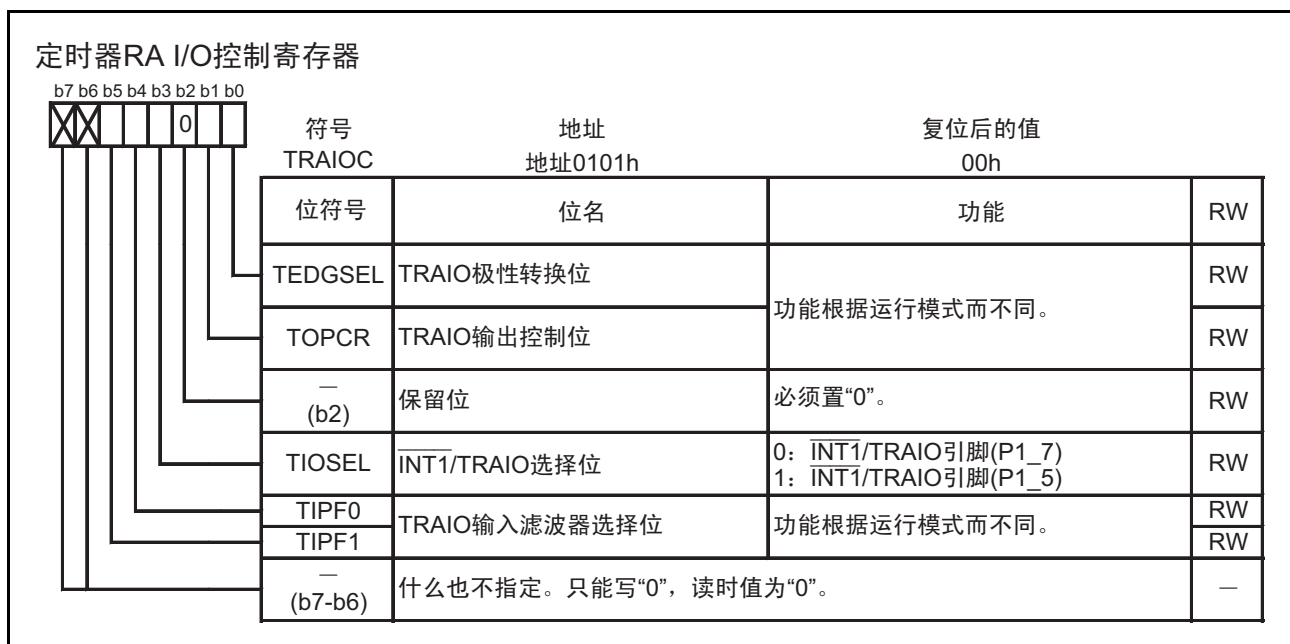 定时器RA I/O控制寄存器
b7 b6 b5 b4 b3 b2 b1 b0
0
符号 地址 复位后的值
TRAIOC 地址0101h 00h
位符号 位名 功能 RW
TEDGSEL TRAIO极性转换位 RW
功能根据运行模式而不同。
TOPCR TRAIO输出控制位 RW
—
(b2) 保留位 必须置“0”。 RW
TIOSEL INT1/TRAIO选择位 0：INT1/TRAIO引脚(P1_7) RW
1：INT1/TRAIO引脚(P1_5)
TIPF0 RW
TRAIO输入滤波器选择位 功能根据运行模式而不同。
TIPF1 RW
—
(b7-b6) 什么也不指定。只能写“0”，读时值为“0”。 —